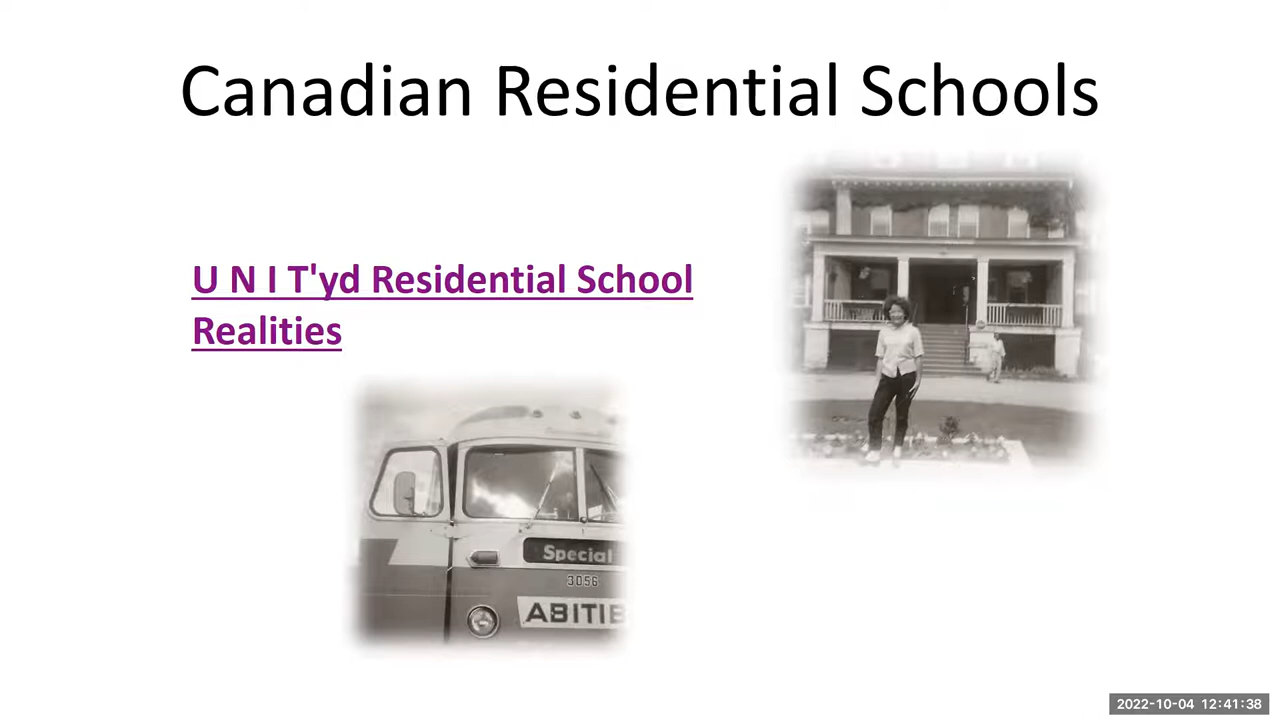 Canadian Residential Schools
U N I T'yd Residential School
Realities
Special
3056
ABITIB
2022-10-04 12:41:38